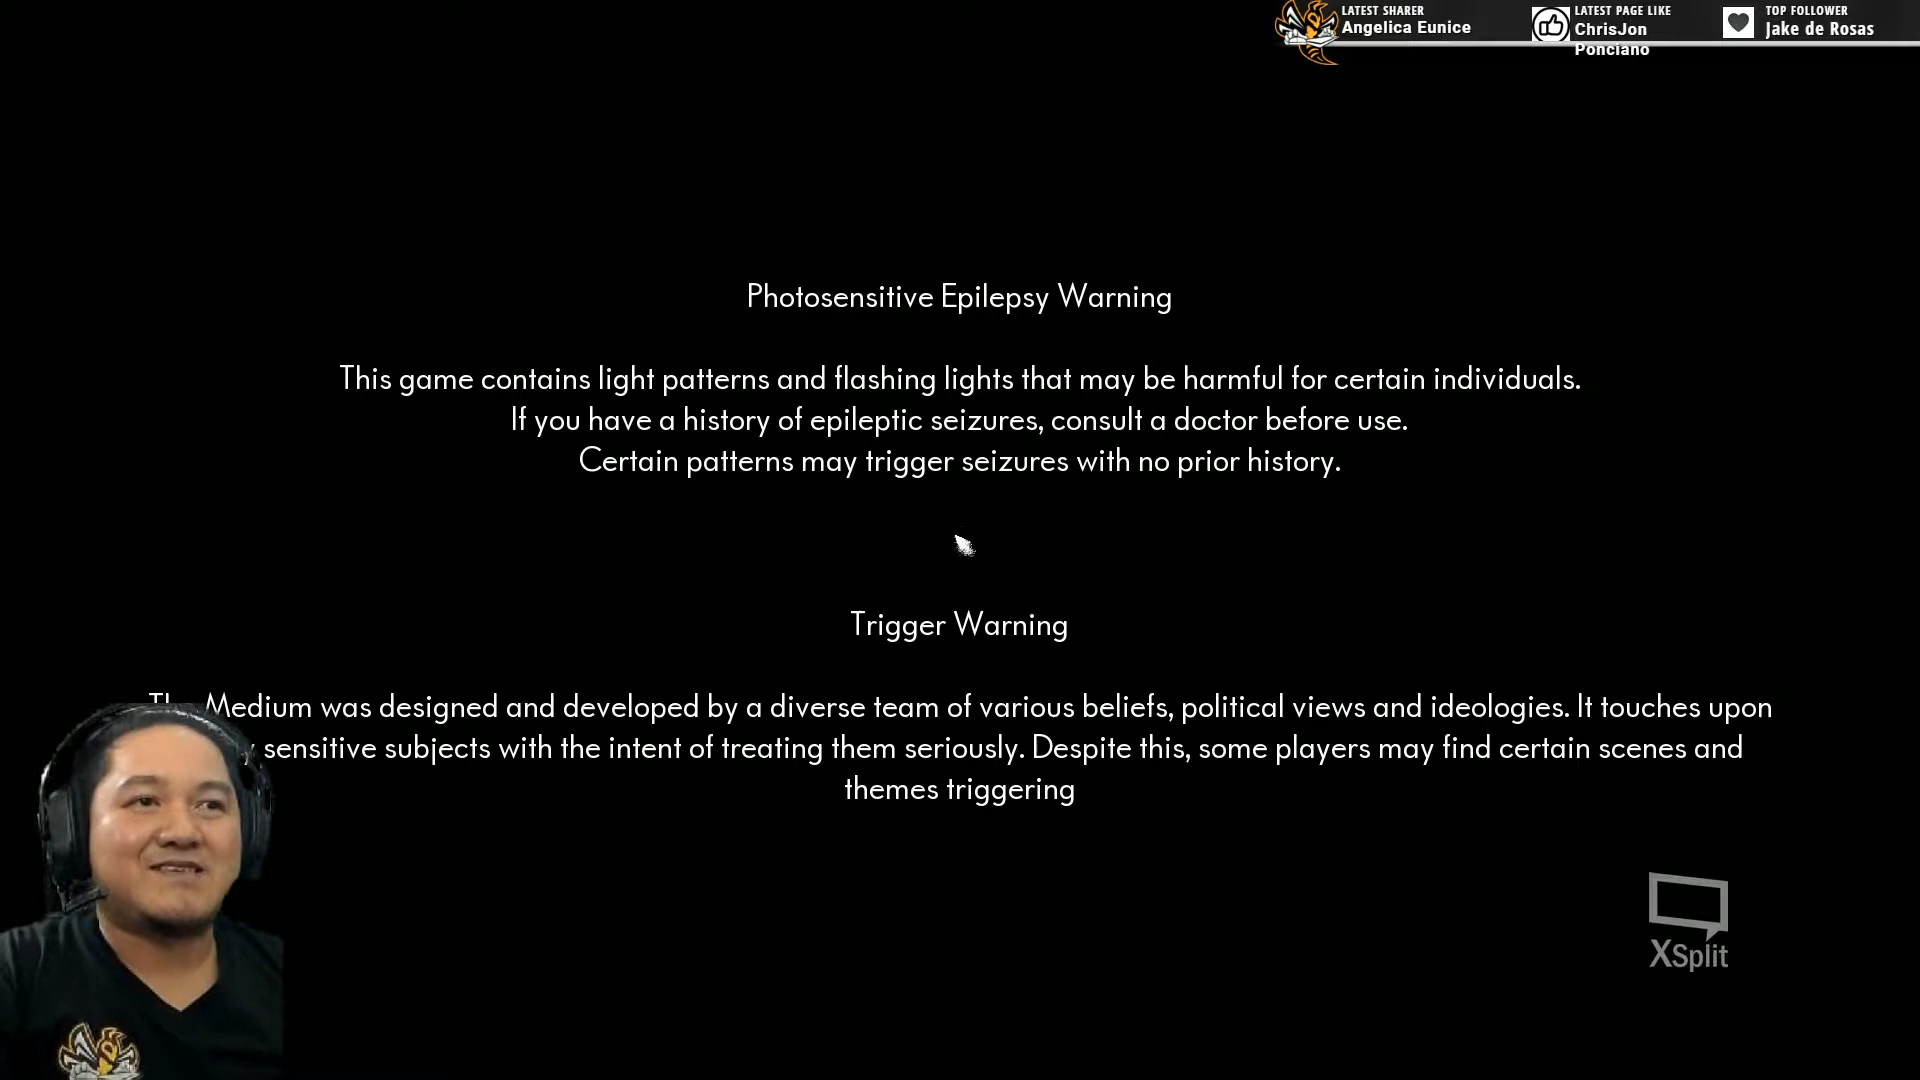 LATEST SHARER
Angelica Eunice
LATEST PAGE LIKE
ChrisJon
Ponciano
TOP FOLLOWER
Jake de Rosas
Photosensitive Epilepsy Warning
This game contains light patterns and flashing lights that may be harmful for certain individuals.
If you have a history of epileptic seizures, consult a doctor before use.
Certain patterns may trigger seizures with no prior history.
Trigger Warning
Medium was designed and developed by a diverse team of various beliefs, political views and ideologies. It touches upon
sensitive subjects with the intent of treating them seriously. Despite this, some players may find certain scenes and
themes triggering
XSplit